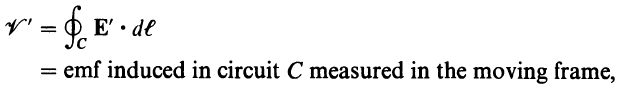 𝒱′ = ∮_C E′ · dℓ
= emf induced in circuit C measured in the moving frame,